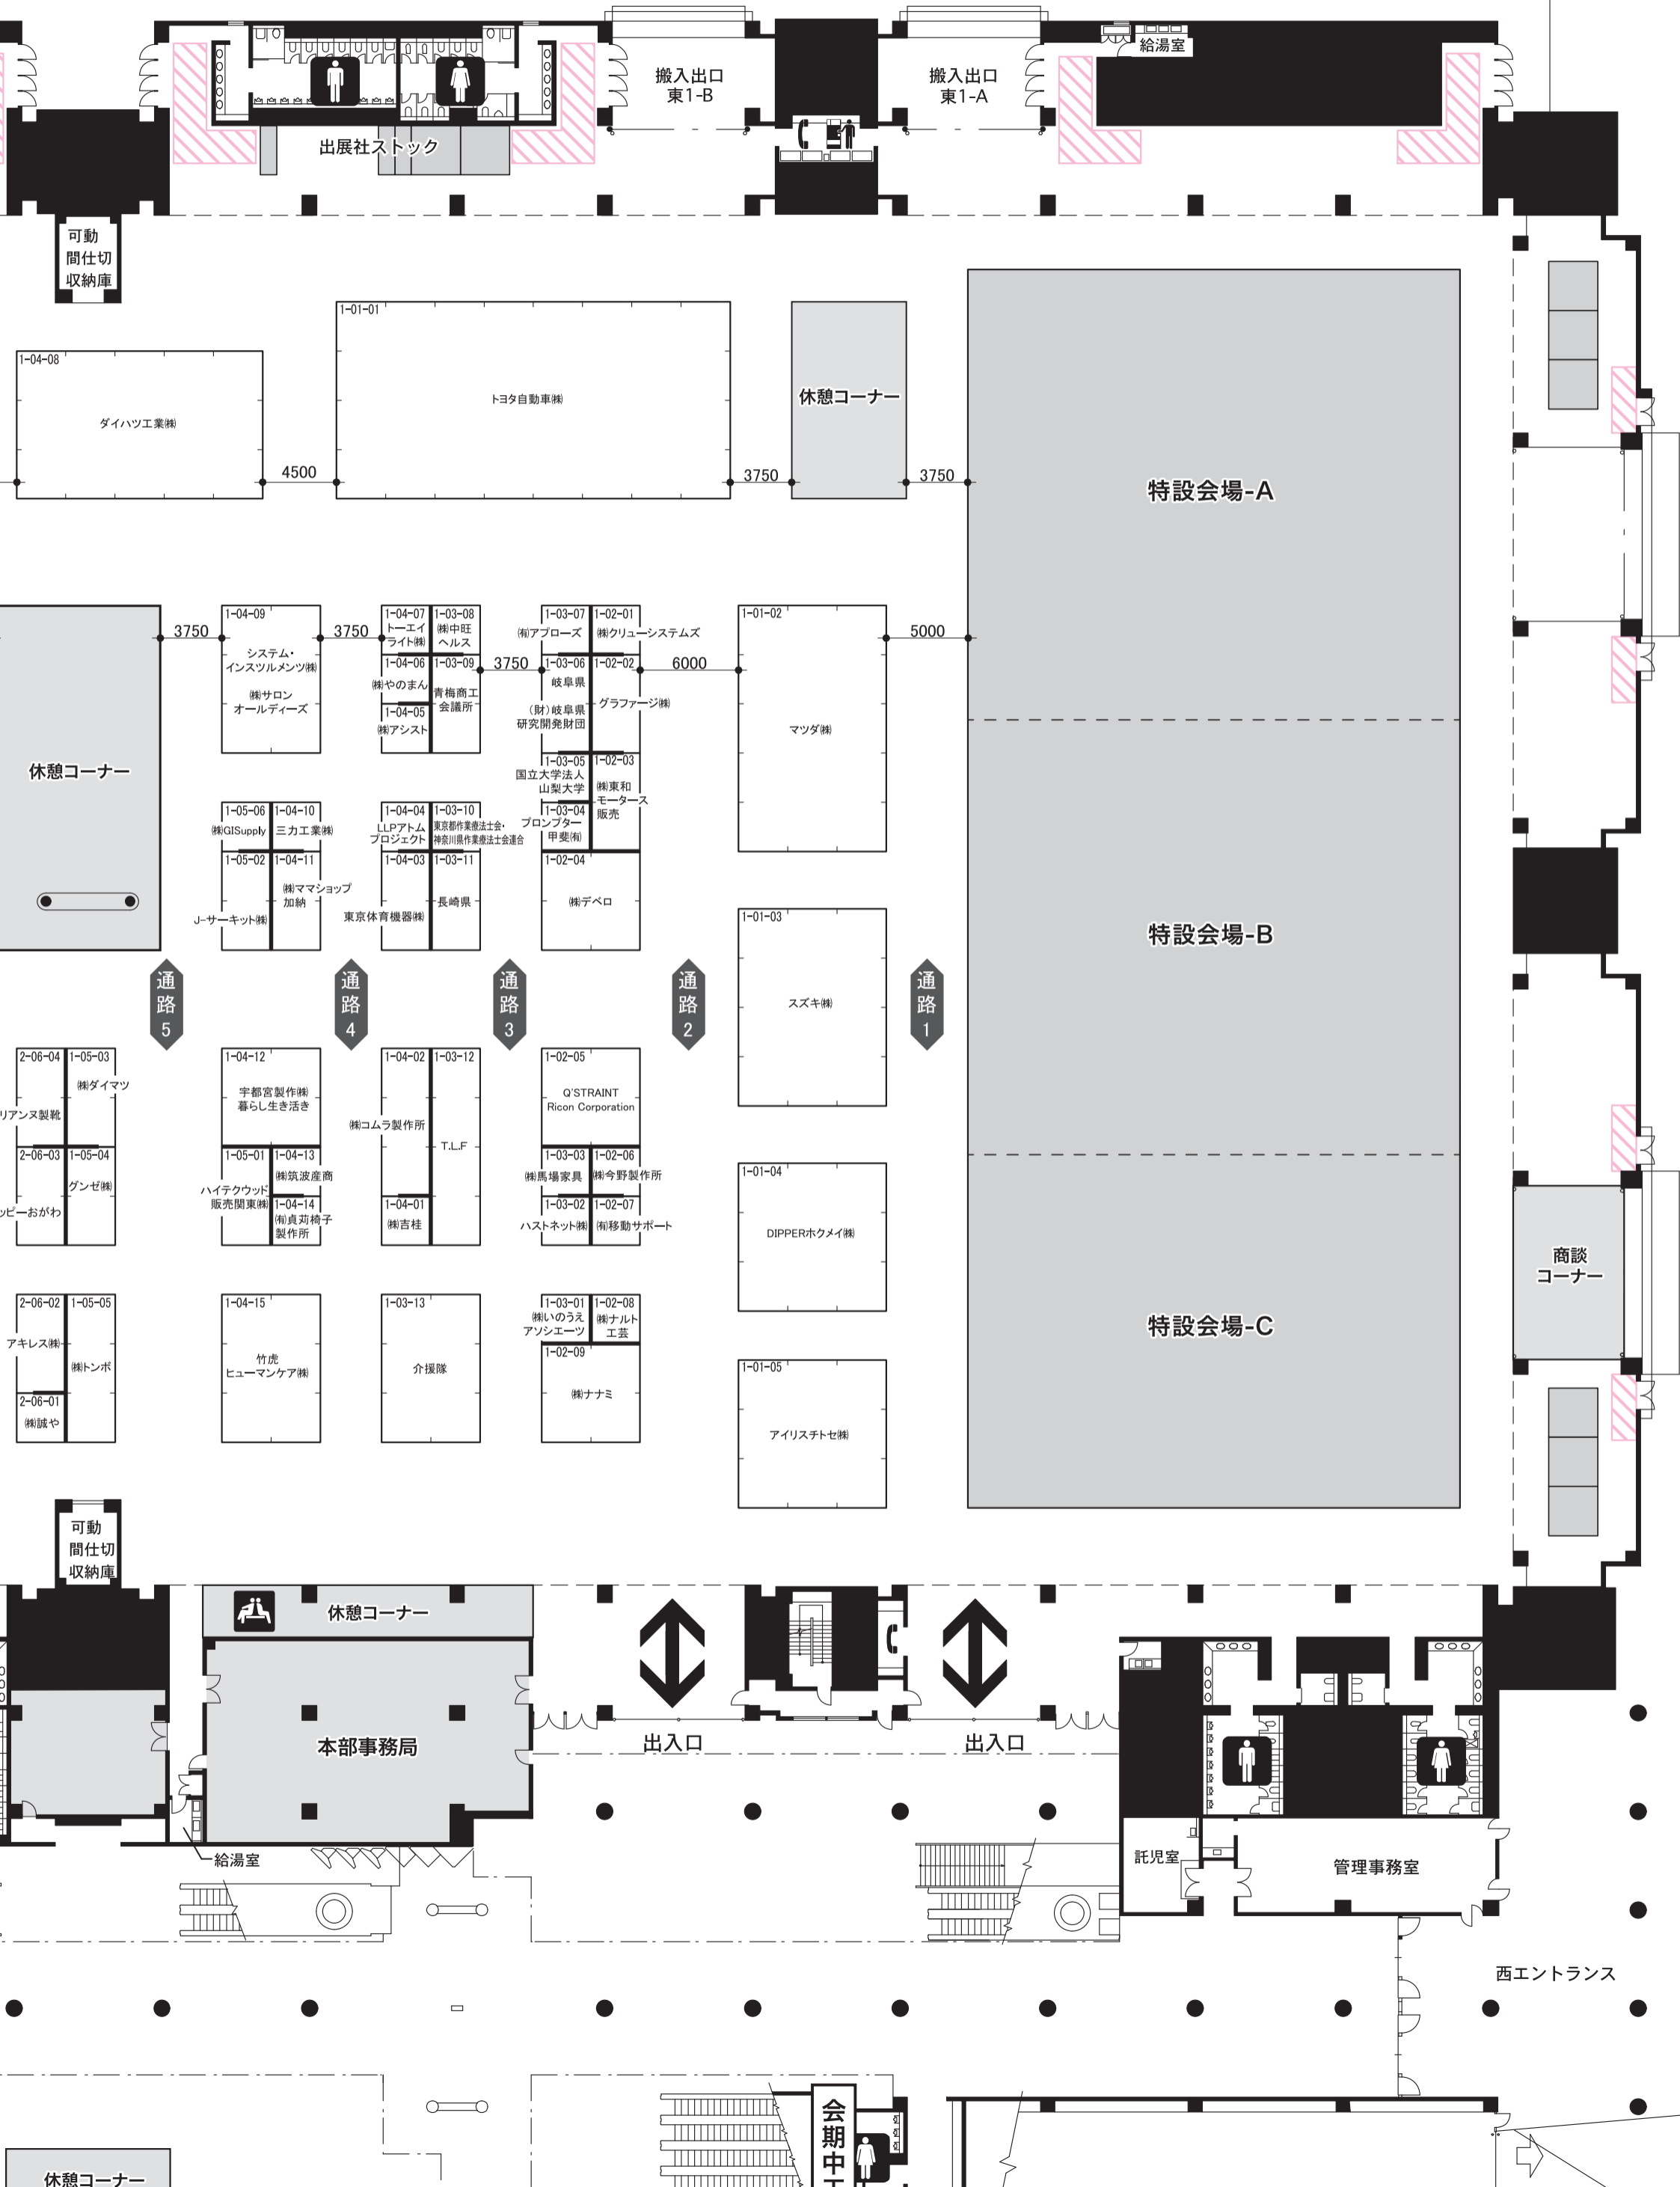 給湯室
搬入出口
東1-B
搬入出口
東1-A
出展社ストック
可動
間仕切
収納庫
1-01-01
トヨタ自動車㈱
1-04-08
ダイハツ工業㈱
休憩コーナー
4500
3750
3750
特設会場-A
1-04-09
システム・
インスツルメンツ㈱
㈱サロン
オールディーズ
1-04-07
トーエイ
ライト㈱
1-03-08
㈱中旺
ヘルス
1-04-06
㈱やのまん
1-03-09
青梅商工
会議所
1-04-05
㈱アシスト
1-03-07
㈲アプローズ
1-02-01
㈱クリューシステムズ
1-03-06
岐阜県
(財)岐阜県
研究開発財団
1-02-02
グラファージ㈱
1-03-05
国立大学法人
山梨大学
1-02-03
㈱東和
モータース
販売
1-03-04
プロンプター
甲斐㈲
1-01-02
マツダ㈱
3750
3750
3750
6000
5000
休憩コーナー
1-05-06
㈱GISupply
1-04-10
三力工業㈱
1-05-02
J-サーキット㈱
1-04-11
㈱ママショップ
加納
1-04-04
LLPアトム
プロジェクト
1-03-10
東京都作業療法士会・
神奈川県作業療法士会連合
1-04-03
東京体育機器㈱
1-03-11
長崎県
1-02-04
㈱デベロ
1-01-03
スズキ㈱
特設会場-B
通路5
通路4
通路3
通路2
通路1
2-06-04
リアンヌ製靴
1-05-03
㈱ダイマツ
2-06-03
ッピーおがわ
1-05-04
グンゼ㈱
1-04-12
宇都宮製作㈱
暮らし生き活き
1-05-01
ハイテクウッド
販売関東㈱
1-04-13
㈱筑波産商
1-04-14
㈲貞苅椅子
製作所
1-04-02
㈱コムラ製作所
1-03-12
T.L.F
1-04-01
㈱吉桂
1-02-05
Q'STRAINT
Ricon Corporation
1-03-03
㈱馬場家具
1-02-06
㈱今野製作所
1-03-02
ハストネット㈱
1-02-07
㈲移動サポート
1-01-04
DIPPERホクメイ㈱
商談
コーナー
2-06-02
アキレス㈱
1-05-05
㈱トンボ
2-06-01
㈱誠や
1-04-15
竹虎
ヒューマンケア㈱
1-03-13
介援隊
1-03-01
㈱いのうえ
アソシエーツ
1-02-08
㈱ナルト
工芸
1-02-09
㈱ナナミ
1-01-05
アイリスチトセ㈱
特設会場-C
可動
間仕切
収納庫
休憩コーナー
本部事務局
出入口
出入口
給湯室
託児室
管理事務室
西エントランス
会期中
休憩コーナー